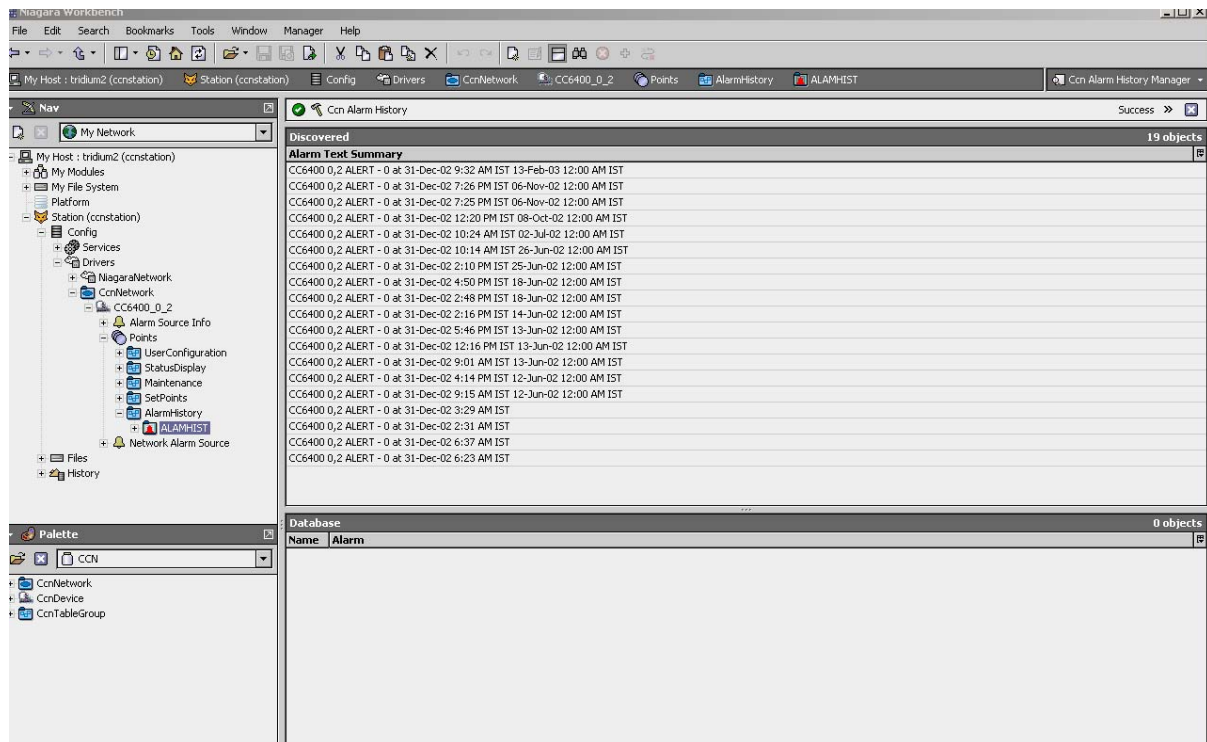 Niagara Workbench
File Edit Search Bookmarks Tools Window Manager Help
My Host : tridium2 (ccnstation) Station (ccnstation) Config Drivers CcnNetwork CC6400_0_2 Points AlarmHistory ALAMHIST Ccn Alarm History Manager
Nav
My Network
My Host : tridium2 (ccnstation)
My Modules
My File System
Platform
Station (ccnstation)
Config
Services
Drivers
NiagaraNetwork
CcnNetwork
CC6400_0_2
Alarm Source Info
Points
UserConfiguration
StatusDisplay
Maintenance
SetPoints
AlarmHistory
ALAMHIST
Network Alarm Source
Files
History
Palette
CCN
CcnNetwork
CcnDevice
CcnTableGroup
Ccn Alarm History Success »
Discovered 19 objects
Alarm Text Summary
CC6400 0,2 ALERT - 0 at 31-Dec-02 9:32 AM IST 13-Feb-03 12:00 AM IST
CC6400 0,2 ALERT - 0 at 31-Dec-02 7:26 PM IST 06-Nov-02 12:00 AM IST
CC6400 0,2 ALERT - 0 at 31-Dec-02 7:25 PM IST 06-Nov-02 12:00 AM IST
CC6400 0,2 ALERT - 0 at 31-Dec-02 12:20 PM IST 08-Oct-02 12:00 AM IST
CC6400 0,2 ALERT - 0 at 31-Dec-02 10:24 AM IST 02-Jul-02 12:00 AM IST
CC6400 0,2 ALERT - 0 at 31-Dec-02 10:14 AM IST 26-Jun-02 12:00 AM IST
CC6400 0,2 ALERT - 0 at 31-Dec-02 2:10 PM IST 25-Jun-02 12:00 AM IST
CC6400 0,2 ALERT - 0 at 31-Dec-02 4:50 PM IST 18-Jun-02 12:00 AM IST
CC6400 0,2 ALERT - 0 at 31-Dec-02 2:48 PM IST 18-Jun-02 12:00 AM IST
CC6400 0,2 ALERT - 0 at 31-Dec-02 2:16 PM IST 14-Jun-02 12:00 AM IST
CC6400 0,2 ALERT - 0 at 31-Dec-02 5:46 PM IST 13-Jun-02 12:00 AM IST
CC6400 0,2 ALERT - 0 at 31-Dec-02 12:16 PM IST 13-Jun-02 12:00 AM IST
CC6400 0,2 ALERT - 0 at 31-Dec-02 9:01 AM IST 13-Jun-02 12:00 AM IST
CC6400 0,2 ALERT - 0 at 31-Dec-02 4:14 PM IST 12-Jun-02 12:00 AM IST
CC6400 0,2 ALERT - 0 at 31-Dec-02 9:15 AM IST 12-Jun-02 12:00 AM IST
CC6400 0,2 ALERT - 0 at 31-Dec-02 3:29 AM IST
CC6400 0,2 ALERT - 0 at 31-Dec-02 2:31 AM IST
CC6400 0,2 ALERT - 0 at 31-Dec-02 6:37 AM IST
CC6400 0,2 ALERT - 0 at 31-Dec-02 6:23 AM IST
Database 0 objects
Name Alarm